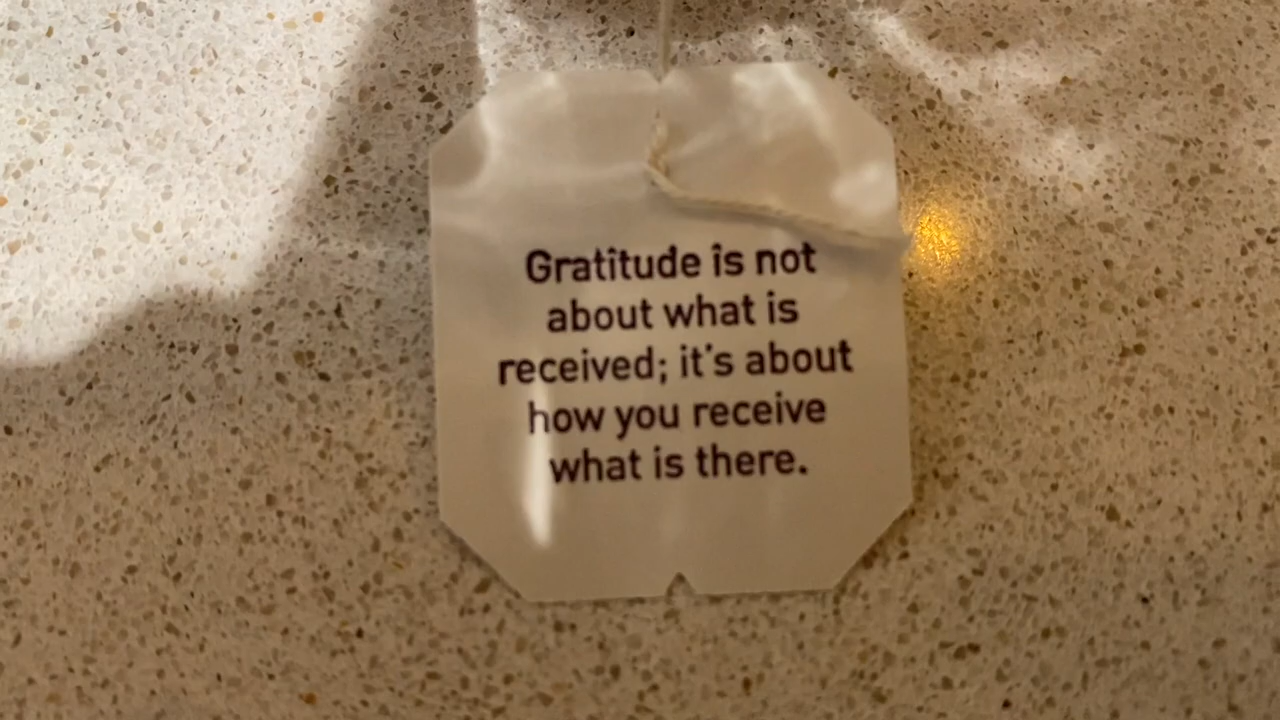 Gratitude is not
about what is
received; it's about
how you receive
what is there.